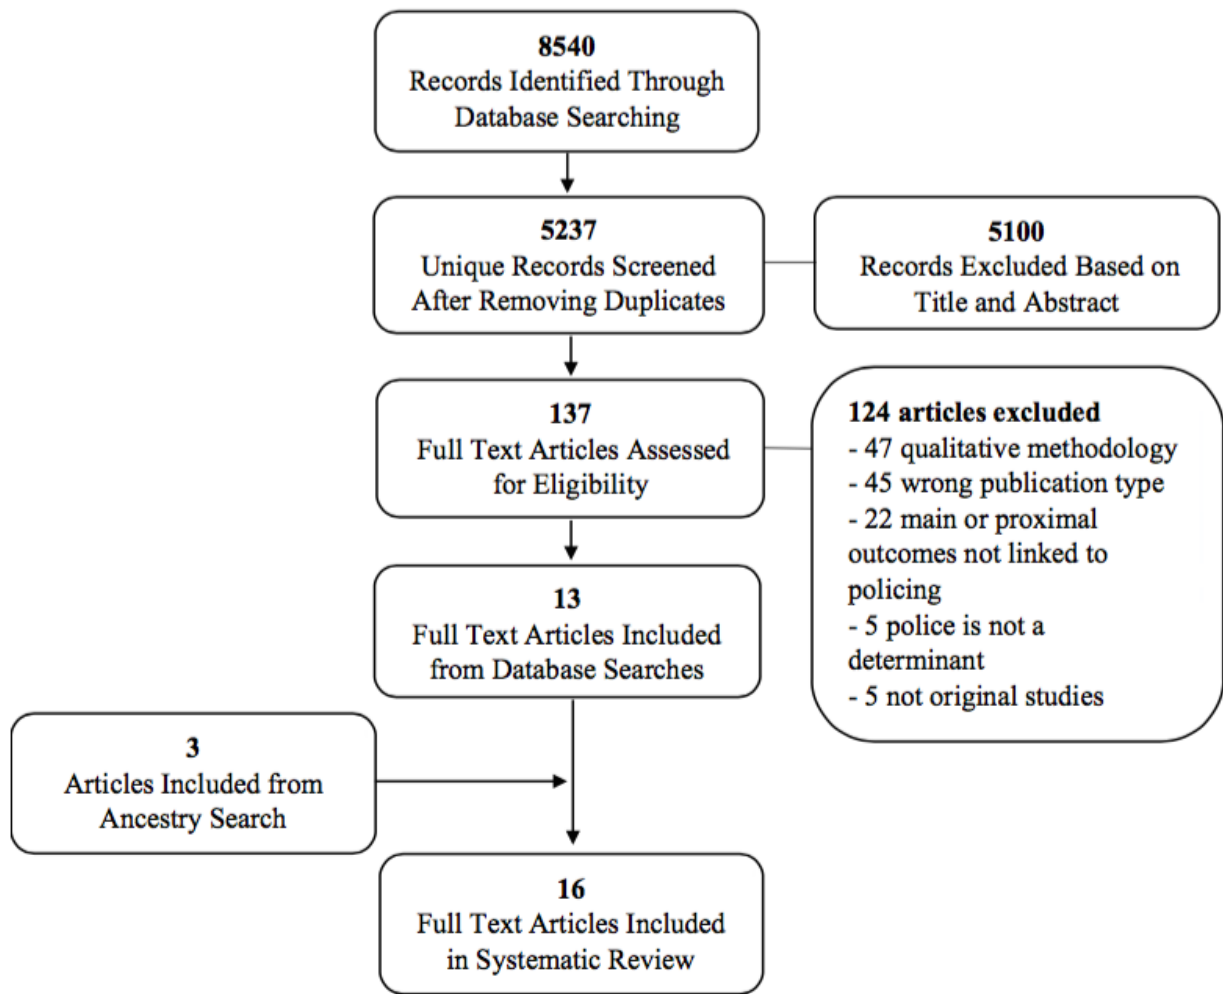 8540
Records Identified Through
Database Searching
5237
Unique Records Screened
After Removing Duplicates
5100
Records Excluded Based on
Title and Abstract
137
Full Text Articles Assessed
for Eligibility
124 articles excluded
- 47 qualitative methodology
- 45 wrong publication type
- 22 main or proximal
outcomes not linked to
policing
- 5 police is not a
determinant
- 5 not original studies
13
Full Text Articles Included
from Database Searches
3
Articles Included from
Ancestry Search
16
Full Text Articles Included
in Systematic Review